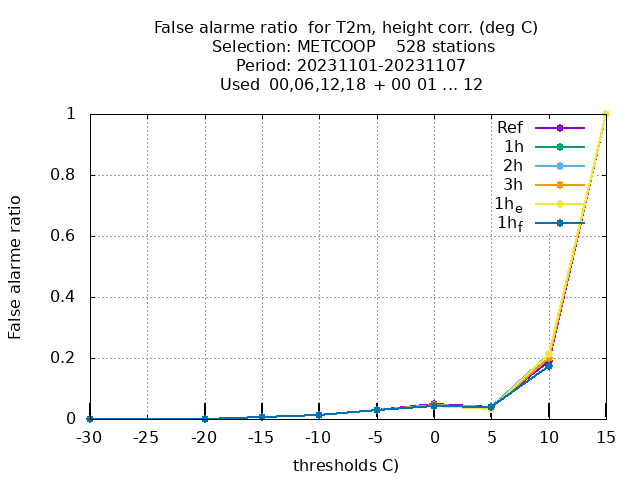 False alarme ratio  for T2m, height corr. (deg C)
Selection: METCOOP    528 stations
Period: 20231101-20231107
Used  00,06,12,18  + 00 01 ... 12
False alarme ratio
1
0.8
0.6
0.4
0.2
0
Ref
1h
2h
3h
1h_e
1h_f
-30 -25 -20 -15 -10 -5 0 5 10 15
thresholds C)